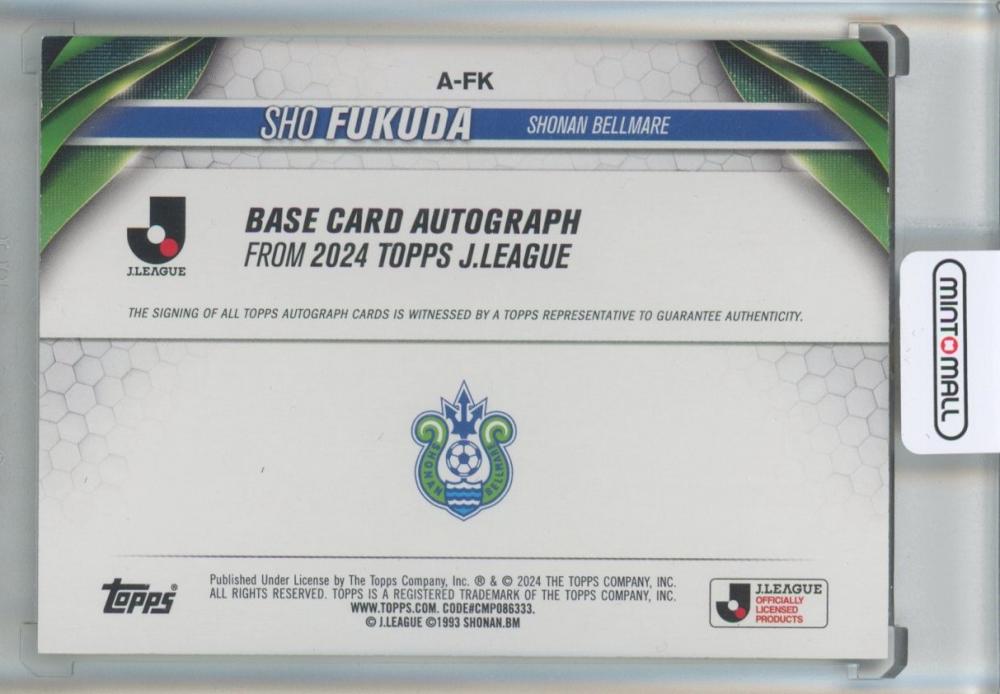 A-FK
SHO FUKUDA SHONAN BELLMARE
J.LEAGUE
BASE CARD AUTOGRAPH
FROM 2024 TOPPS J.LEAGUE
THE SIGNING OF ALL TOPPS AUTOGRAPH CARDS IS WITNESSED BY A TOPPS REPRESENTATIVE TO GUARANTEE AUTHENTICITY.
MINTOMALL
SHONAN BELLMARE
Topps®
Published Under License by The Topps Company, Inc. ® & © 2024 THE TOPPS COMPANY, INC.
ALL RIGHTS RESERVED. TOPPS IS A REGISTERED TRADEMARK OF THE TOPPS COMPANY, INC.
WWW.TOPPS.COM. CODE#CMP086333.
© J.LEAGUE ©1993 SHONAN.BM
J.LEAGUE
OFFICIALLY
LICENSED
PRODUCTS